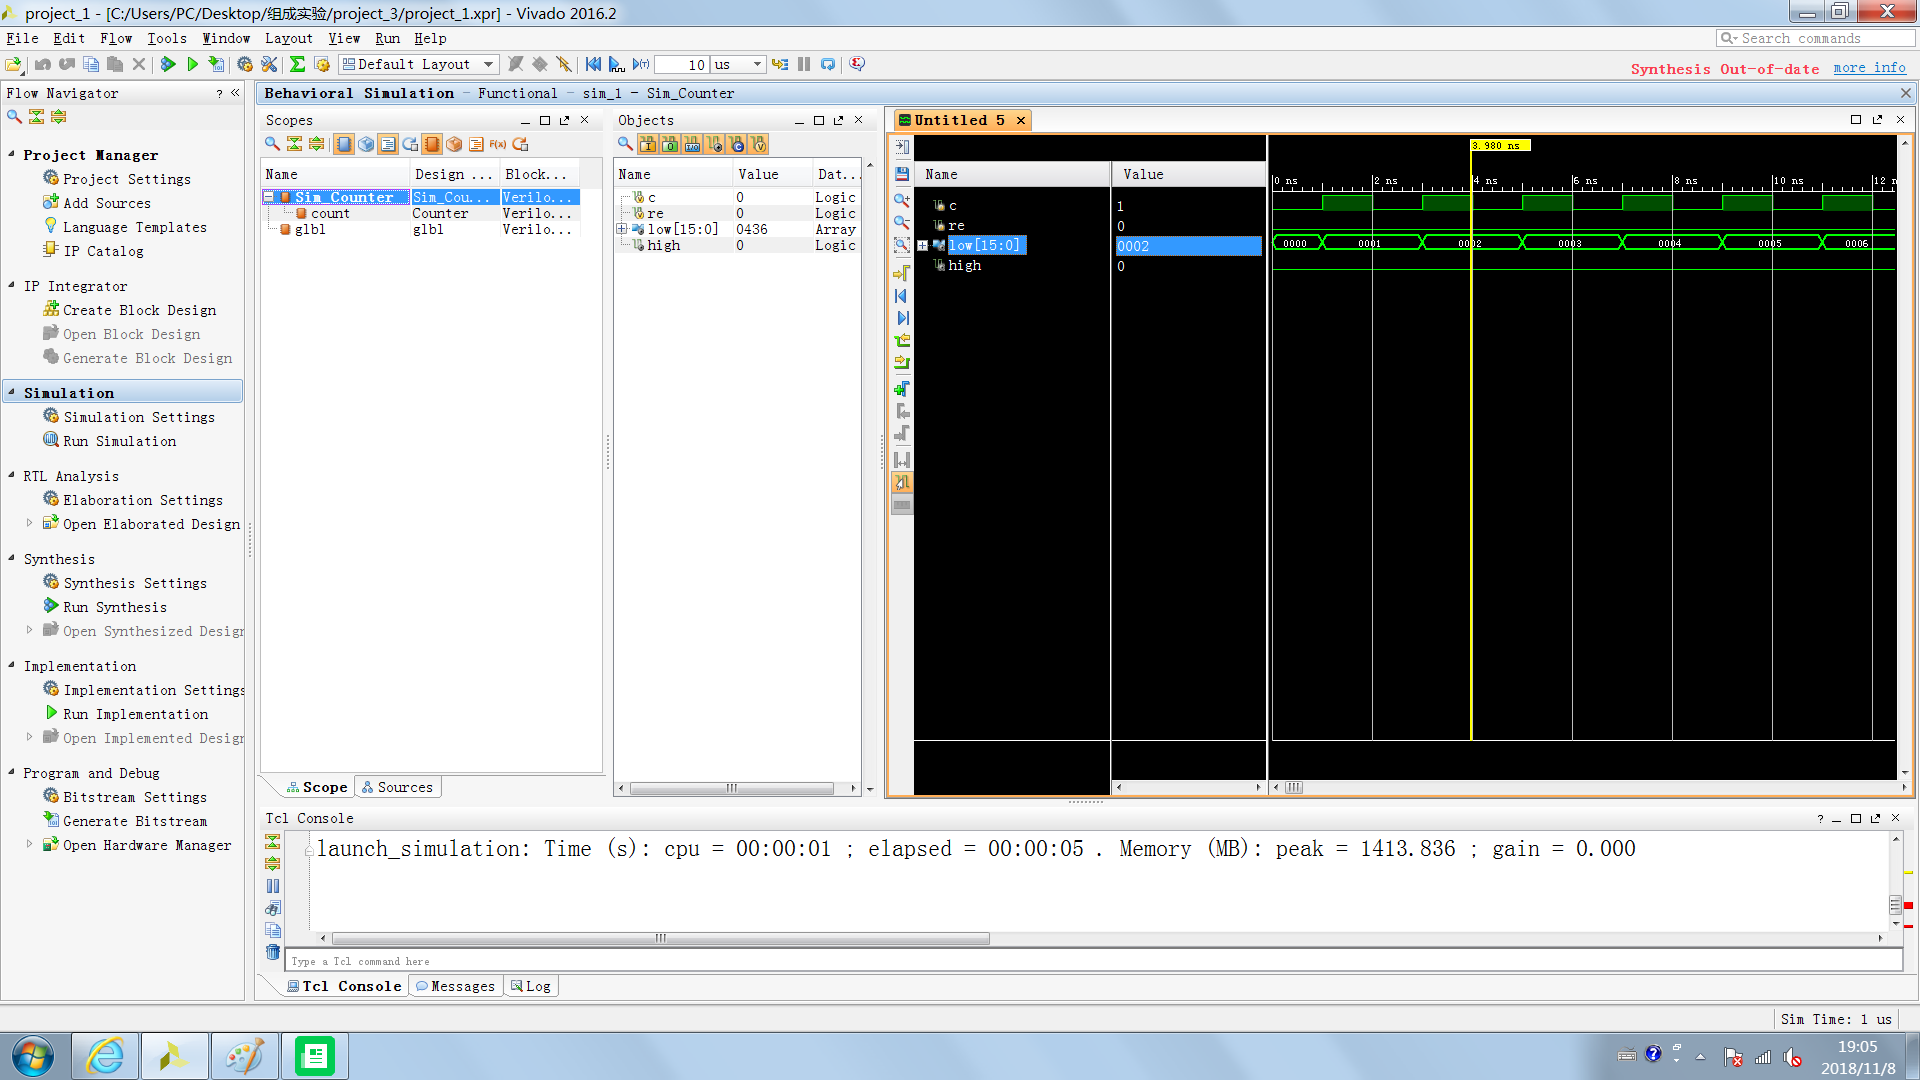 project_1 - [C:/Users/PC/Desktop/组成实验/project_3/project_1.xpr] - Vivado 2016.2
File Edit Flow Tools Window Layout View Run Help
Search commands
Default Layout
10 us
Synthesis Out-of-date more info
Flow Navigator
Project Manager
Project Settings
Add Sources
Language Templates
IP Catalog
IP Integrator
Create Block Design
Open Block Design
Generate Block Design
Simulation
Simulation Settings
Run Simulation
RTL Analysis
Elaboration Settings
Open Elaborated Design
Synthesis
Synthesis Settings
Run Synthesis
Open Synthesized Design
Implementation
Implementation Settings
Run Implementation
Open Implemented Design
Program and Debug
Bitstream Settings
Generate Bitstream
Open Hardware Manager
Behavioral Simulation - Functional - sim_1 - Sim_Counter
Scopes
Name Design ... Block...
Sim_Counter Sim_Cou... Verilo...
count Counter Verilo...
glbl glbl Verilo...
Scope Sources
Objects
Name Value Dat...
c 0 Logic
re 0 Logic
low[15:0] 0436 Array
high 0 Logic
Untitled 5
Name Value
c 1
re 0
low[15:0] 0002
high 0
3.980 ns
0 ns 2 ns 4 ns 6 ns 8 ns 10 ns 12 n
0000 0001 0002 0003 0004 0005 0006
Tcl Console
launch_simulation: Time (s): cpu = 00:00:01 ; elapsed = 00:00:05 . Memory (MB): peak = 1413.836 ; gain = 0.000
Type a Tcl command here
Tcl Console Messages Log
Sim Time: 1 us
19:05
2018/11/8